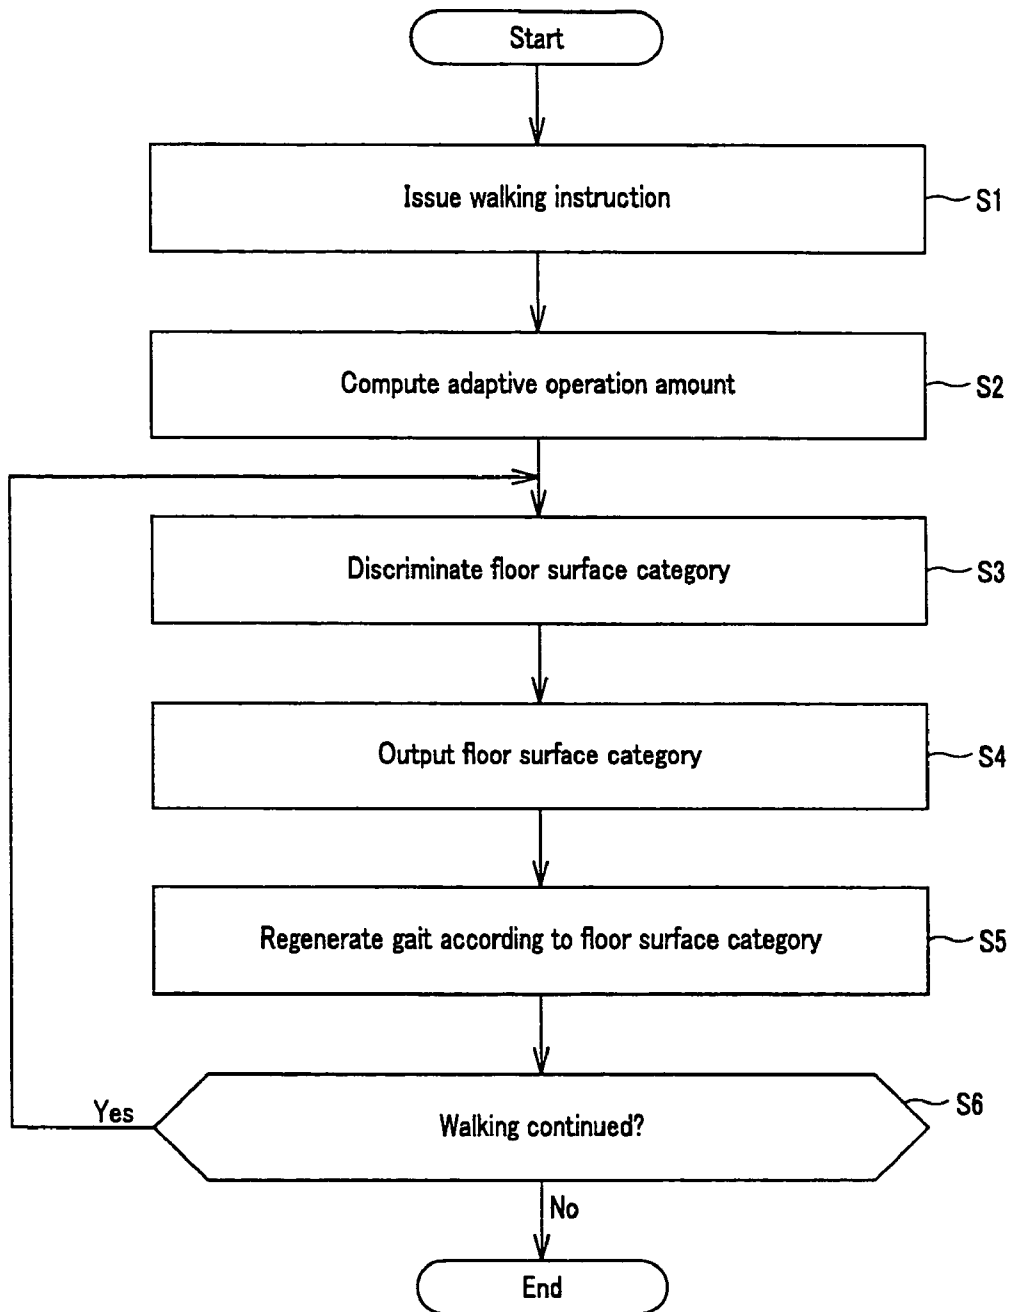 Start
Issue walking instruction
S1
Compute adaptive operation amount
S2
Discriminate floor surface category
S3
Output floor surface category
S4
Regenerate gait according to floor surface category
S5
Walking continued?
S6
Yes
No
End